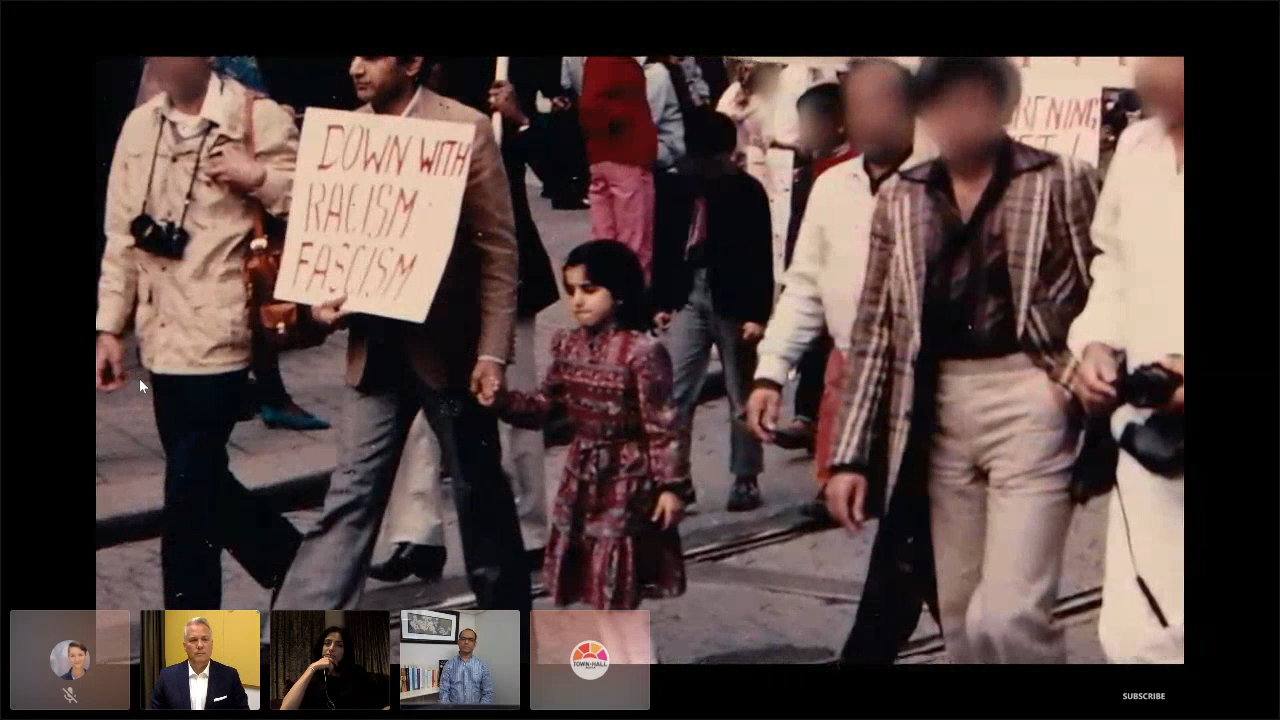 DOWN WITH
RACISM
FASCISM
TOWN-HALL
SUBSCRIBE